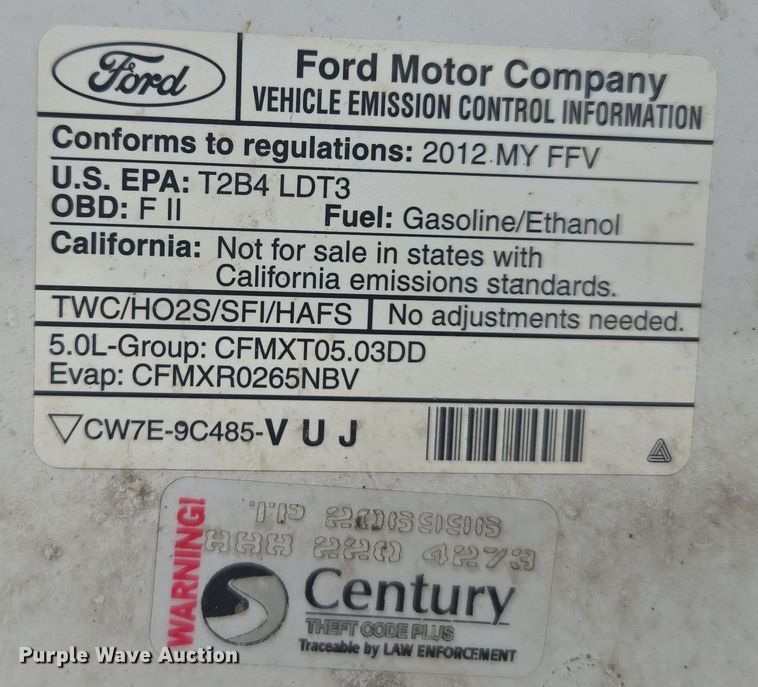 Ford
Ford Motor Company
VEHICLE EMISSION CONTROL INFORMATION
Conforms to regulations: 2012 MY FFV
U.S. EPA: T2B4 LDT3
OBD: F II Fuel: Gasoline/Ethanol
California: Not for sale in states with
California emissions standards.
TWC/HO2S/SFI/HAFS No adjustments needed.
5.0L-Group: CFMXT05.03DD
Evap: CFMXR0265NBV
CW7E-9C485-V U J
WARNING!
888 220 4273
Century
THEFT CODE PLUS
Traceable by LAW ENFORCEMENT
Purple Wave Auction